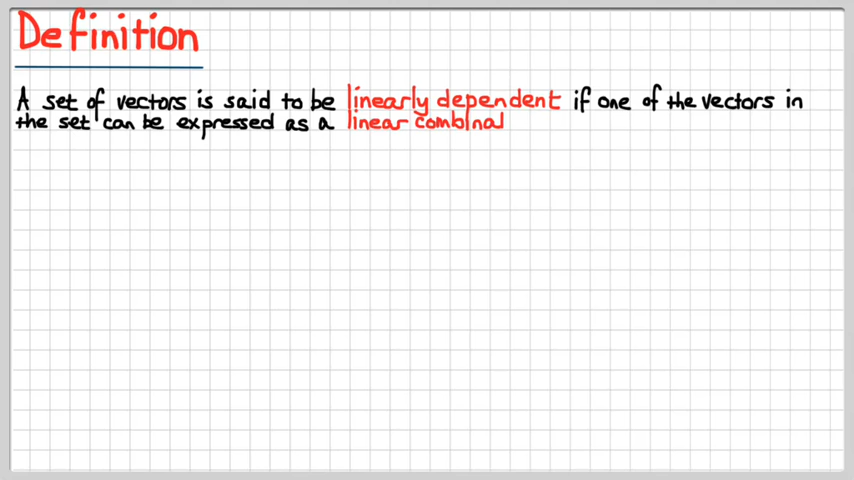 Definition
A set of vectors is said to be linearly dependent if one of the vectors in
the set can be expressed as a linear combinal